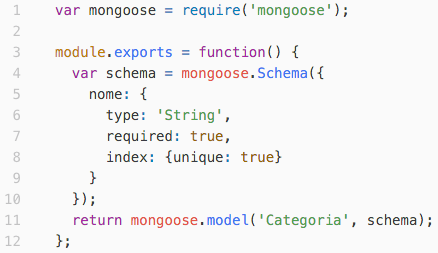 1 var mongoose = require('mongoose');
2
3 module.exports = function() {
4   var schema = mongoose.Schema({
5     nome: {
6       type: 'String',
7       required: true,
8       index: {unique: true}
9     }
10   });
11   return mongoose.model('Categoria', schema);
12 };